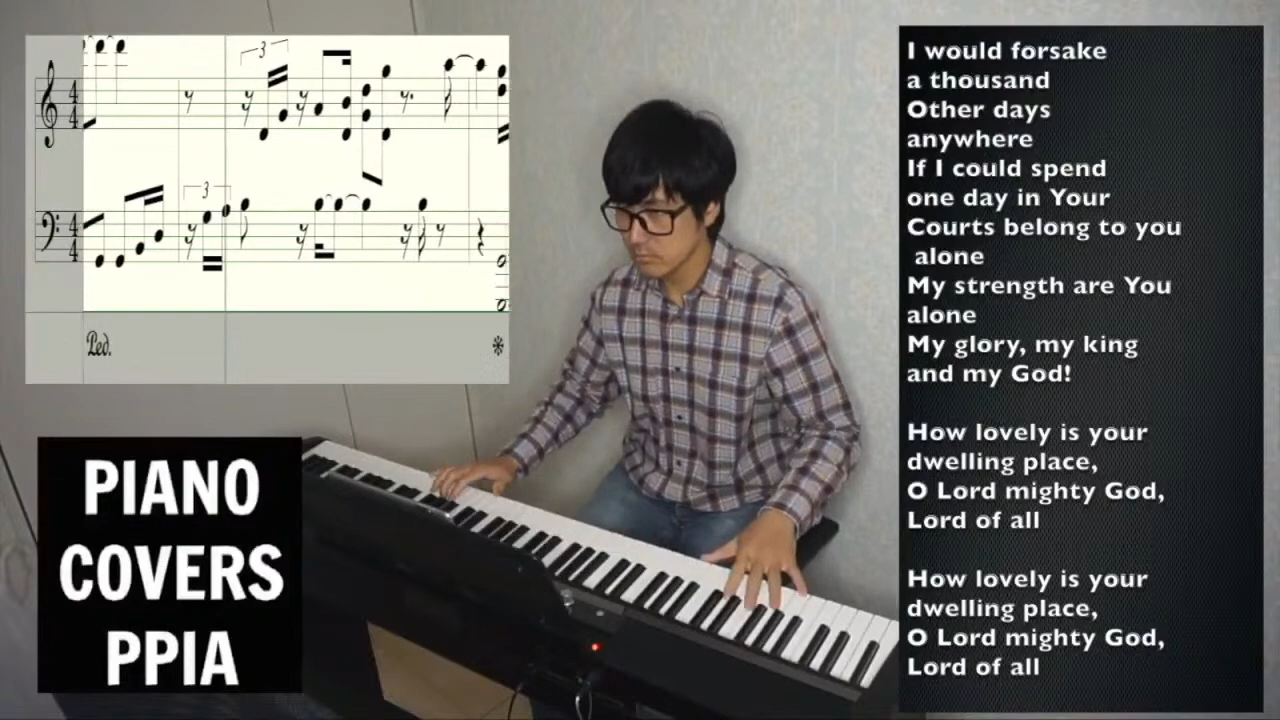 3
3
Ped.
PIANO
COVERS
PPIA
I would forsake
a thousand
Other days
anywhere
If I could spend
one day in Your
Courts belong to you
alone
My strength are You
alone
My glory, my king
and my God!
How lovely is your
dwelling place,
O Lord mighty God,
Lord of all
How lovely is your
dwelling place,
O Lord mighty God,
Lord of all